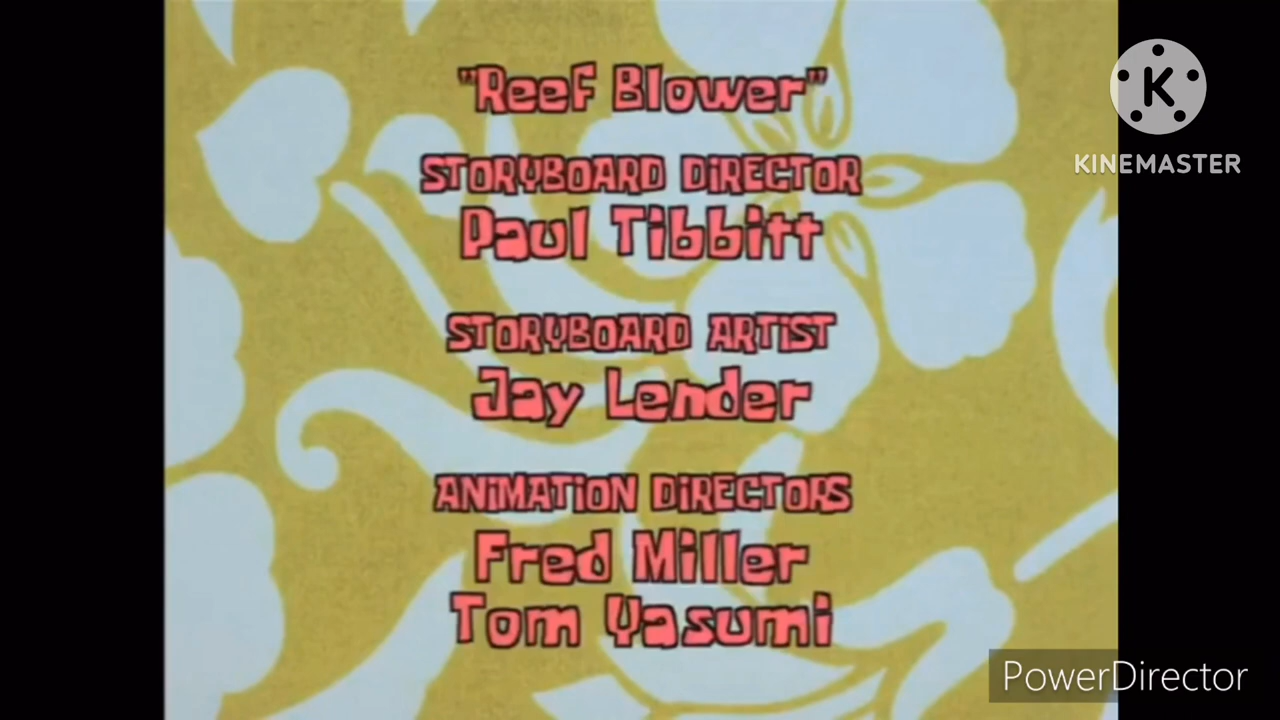 "Reef Blower"
STORYBOARD DiRECTOR
Paul Tibbitt
STORYBOARD ARTiST
Jay Lender
ANiMATiON DiRECTORS
Fred Miller
Tom Yasumi
K
KINEMASTER
PowerDirector